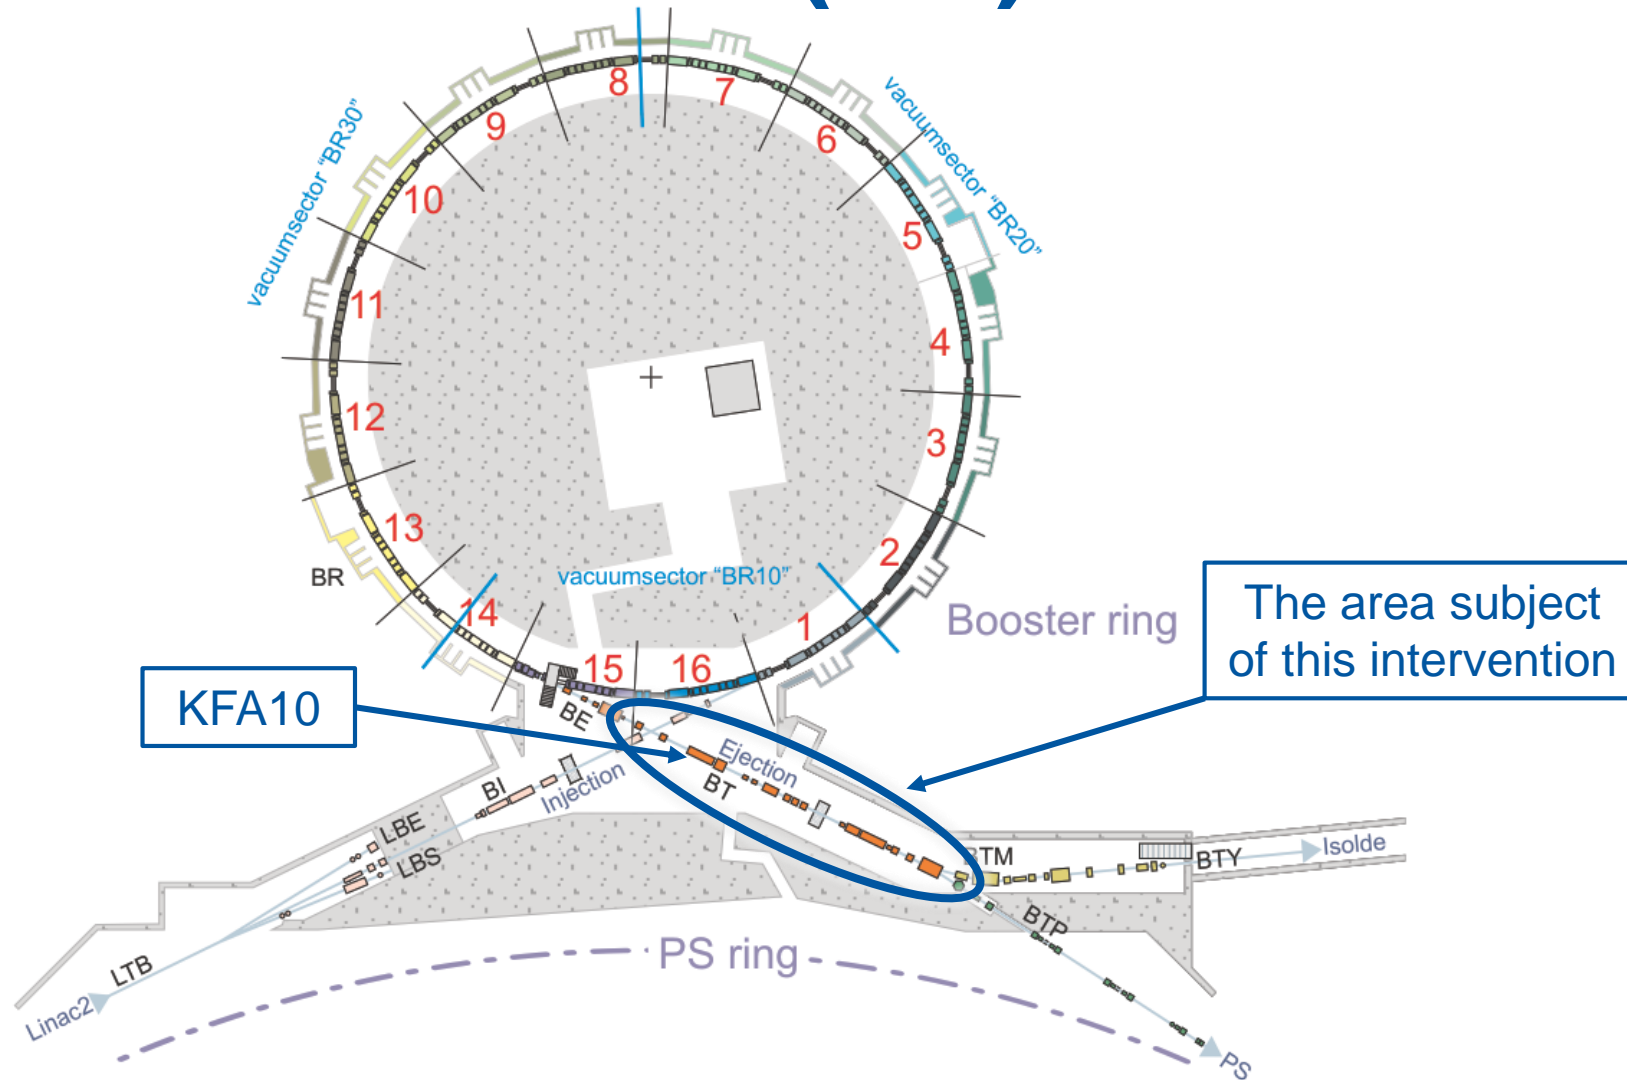 8
7
9
6
vacuumsector "BR30"
vacuumsector "BR20"
10
5
11
4
12
3
13
2
BR
vacuumsector "BR10"
14
1
Booster ring
The area subject
of this intervention
15
16
KFA10
BE
Ejection
BT
BI
Injection
LBE
LBS
BTM
BTY
Isolde
BTP
PS ring
LTB
Linac2
PS